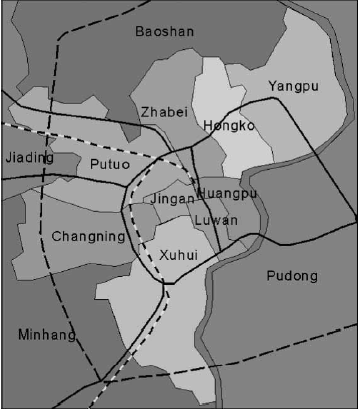 Baoshan
Yangpu
Zhabei
Hongko
Jiading
Putuo
Jingan
Huangpu
Luwan
Changning
Xuhui
Pudong
Minhang